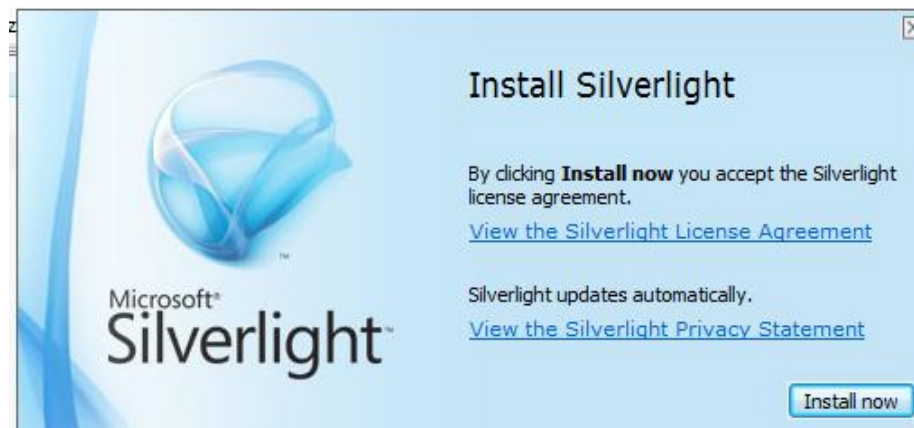 Install Silverlight
By clicking Install now you accept the Silverlight
license agreement.
View the Silverlight License Agreement
Silverlight updates automatically.
View the Silverlight Privacy Statement
Microsoft®
Silverlight™
Install now